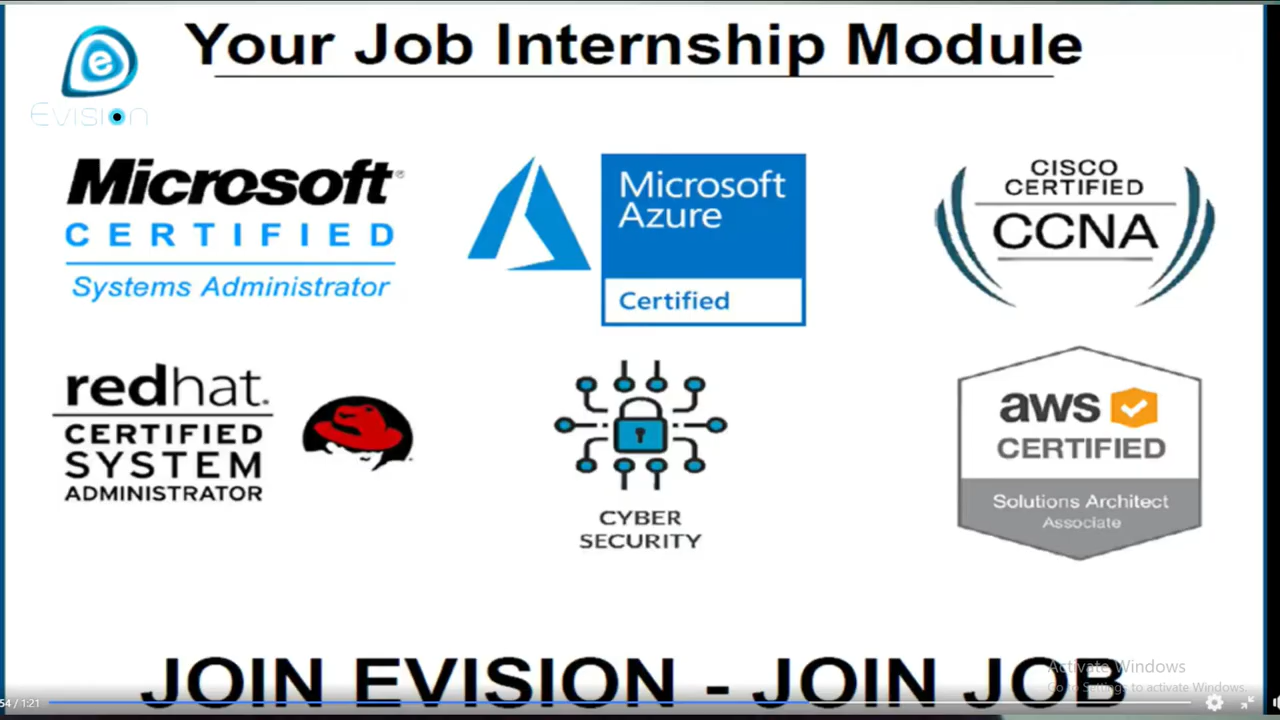 Your Job Internship Module
e
Evision
Microsoft®
CERTIFIED
Systems Administrator
Microsoft
Azure
Certified
CISCO
CERTIFIED
CCNA
redhat.
CERTIFIED
SYSTEM
ADMINISTRATOR
CYBER
SECURITY
aws
CERTIFIED
Solutions Architect
Associate
JOIN EVISION - JOIN JOB
Activate Windows
Go to Settings to activate Windows.
54 / 1:21